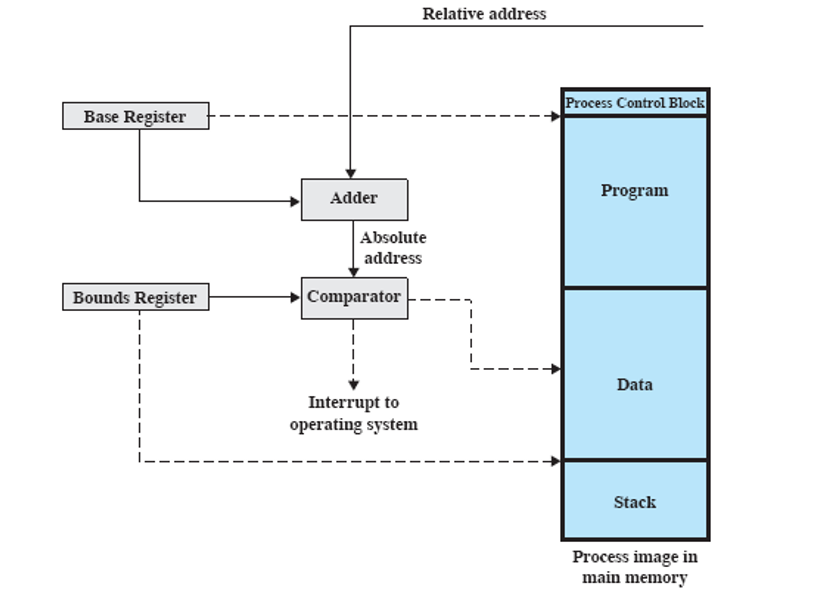 Relative address
Process Control Block
Base Register
Program
Adder
Absolute
address
Bounds Register
Comparator
Data
Interrupt to
operating system
Stack
Process image in
main memory